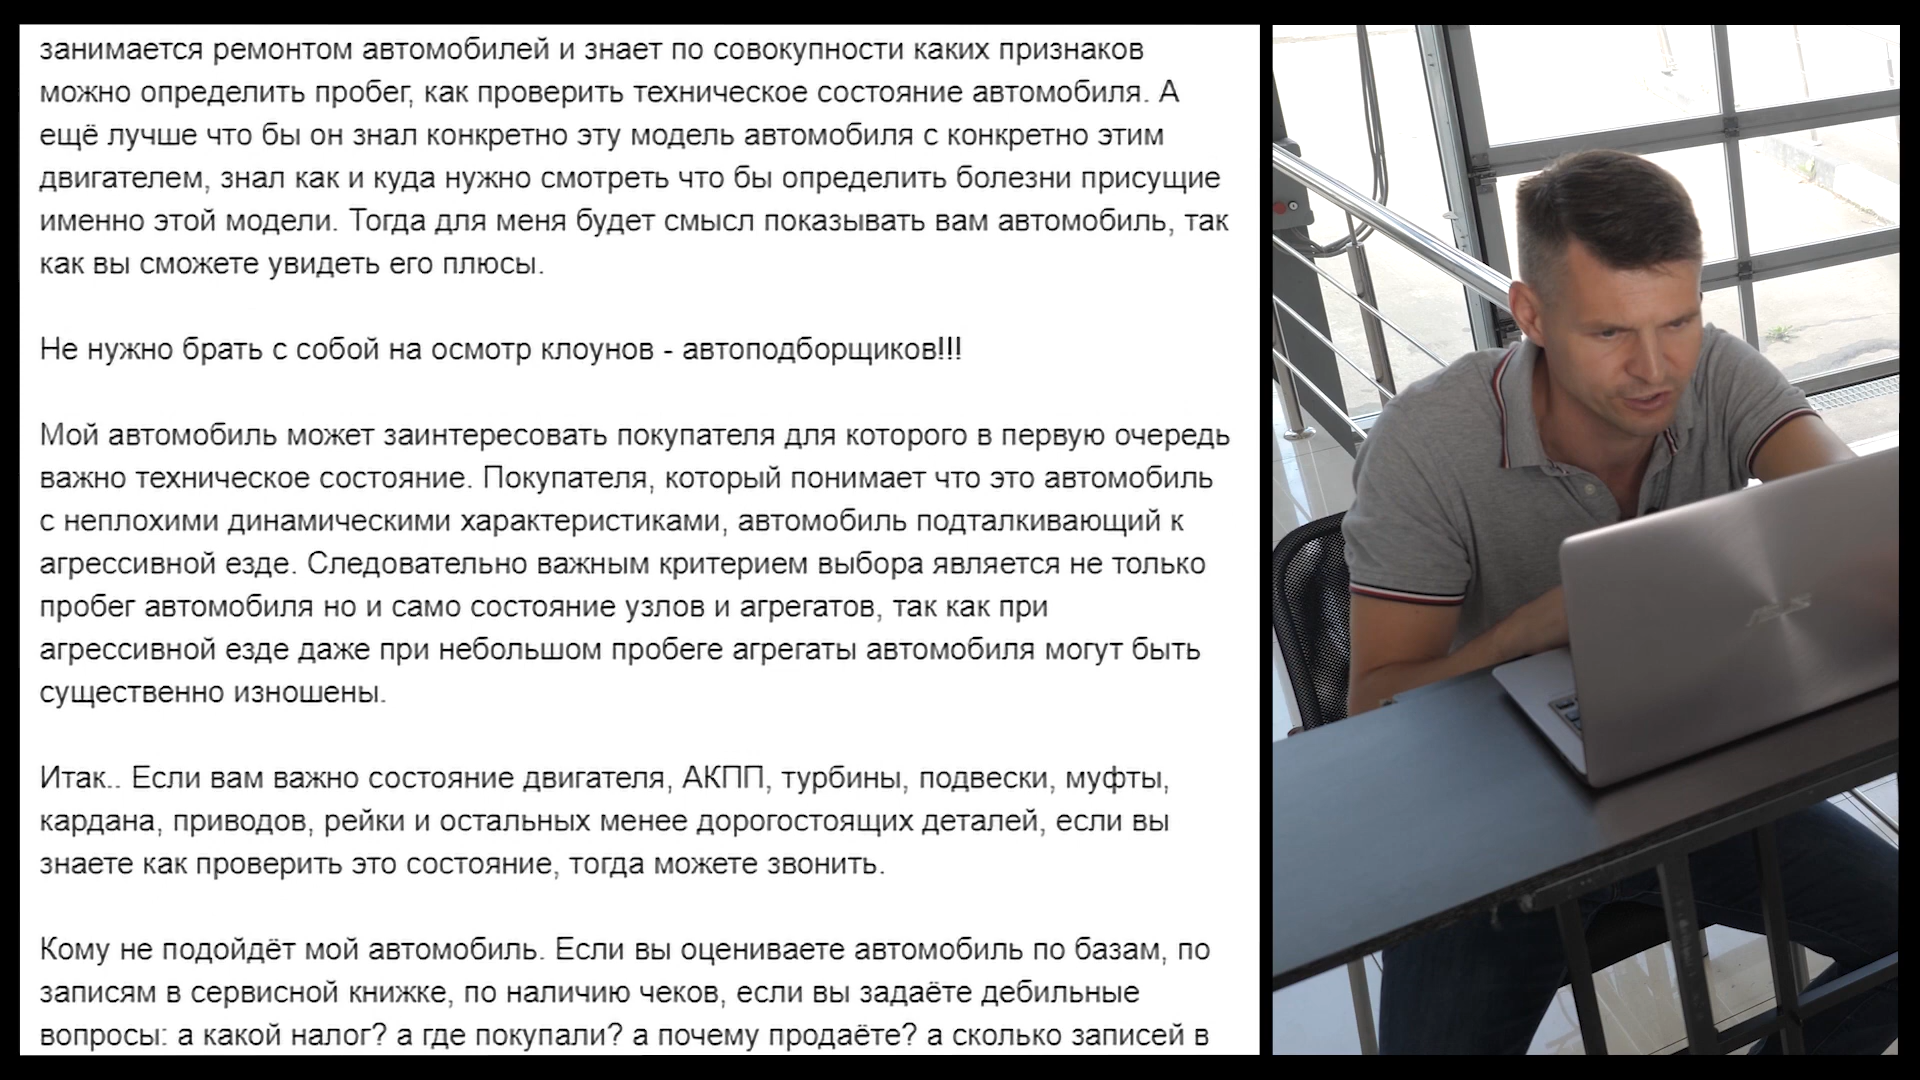 занимается ремонтом автомобилей и знает по совокупности каких признаков
можно определить пробег, как проверить техническое состояние автомобиля. А
ещё лучше что бы он знал конкретно эту модель автомобиля с конкретно этим
двигателем, знал как и куда нужно смотреть что бы определить болезни присущие
именно этой модели. Тогда для меня будет смысл показывать вам автомобиль, так
как вы сможете увидеть его плюсы.
Не нужно брать с собой на осмотр клоунов - автоподборщиков!!!
Мой автомобиль может заинтересовать покупателя для которого в первую очередь
важно техническое состояние. Покупателя, который понимает что это автомобиль
с неплохими динамическими характеристиками, автомобиль подталкивающий к
агрессивной езде. Следовательно важным критерием выбора является не только
пробег автомобиля но и само состояние узлов и агрегатов, так как при
агрессивной езде даже при небольшом пробеге агрегаты автомобиля могут быть
существенно изношены.
Итак.. Если вам важно состояние двигателя, АКПП, турбины, подвески, муфты,
кардана, приводов, рейки и остальных менее дорогостоящих деталей, если вы
знаете как проверить это состояние, тогда можете звонить.
Кому не подойдёт мой автомобиль. Если вы оцениваете автомобиль по базам, по
записям в сервисной книжке, по наличию чеков, если вы задаёте дебильные
вопросы: а какой налог? а где покупали? а почему продаёте? а сколько записей в
ASUS